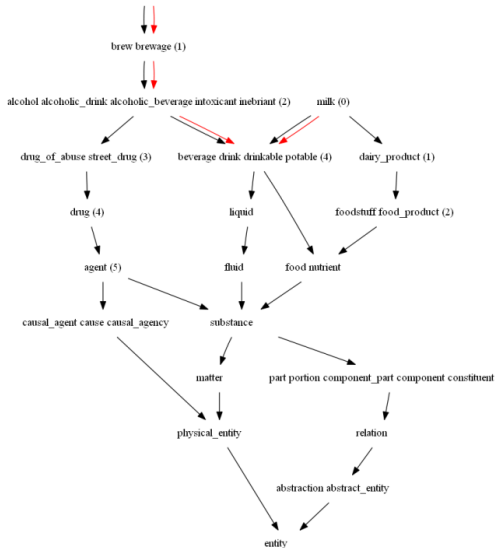 brew brewage (1)
alcohol alcoholic_drink alcoholic_beverage intoxicant inebriant (2) milk (0)
drug_of_abuse street_drug (3) beverage drink drinkable potable (4) dairy_product (1)
drug (4) liquid foodstuff food_product (2)
agent (5) fluid food nutrient
causal_agent cause causal_agency substance
matter part portion component_part component constituent
physical_entity relation
abstraction abstract_entity
entity